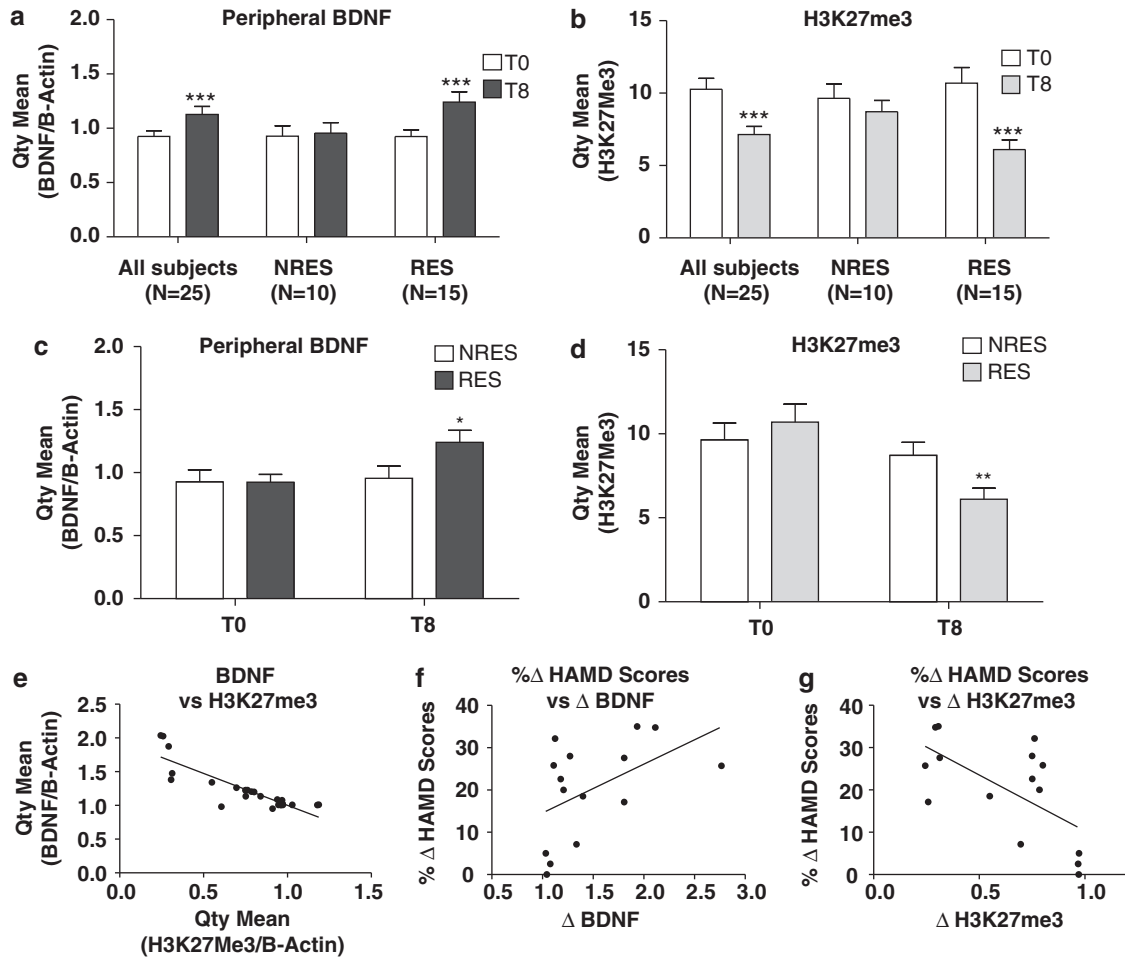 a
Peripheral BDNF
Qty Mean
(BDNF/B-Actin)
2.0
1.5
1.0
0.5
0.0
T0
T8
***
***
All subjects
(N=25)
NRES
(N=10)
RES
(N=15)
b
H3K27me3
Qty Mean
(H3K27Me3)
15
10
5
0
T0
T8
***
***
All subjects
(N=25)
NRES
(N=10)
RES
(N=15)
c
Peripheral BDNF
Qty Mean
(BDNF/B-Actin)
2.0
1.5
1.0
0.5
0.0
NRES
RES
*
T0
T8
d
H3K27me3
Qty Mean
(H3K27Me3)
15
10
5
0
NRES
RES
**
T0
T8
e
BDNF
vs H3K27me3
Qty Mean
(BDNF/B-Actin)
2.5
2.0
1.5
1.0
0.5
0.0
0.0 0.5 1.0 1.5
Qty Mean
(H3K27Me3/B-Actin)
f
%Δ HAMD Scores
vs Δ BDNF
% Δ HAMD Scores
40
30
20
10
0
0.5 1.0 1.5 2.0 2.5 3.0
Δ BDNF
g
%Δ HAMD Scores
vs Δ H3K27me3
% Δ HAMD Scores
40
30
20
10
0
0.0 0.5 1.0
Δ H3K27me3